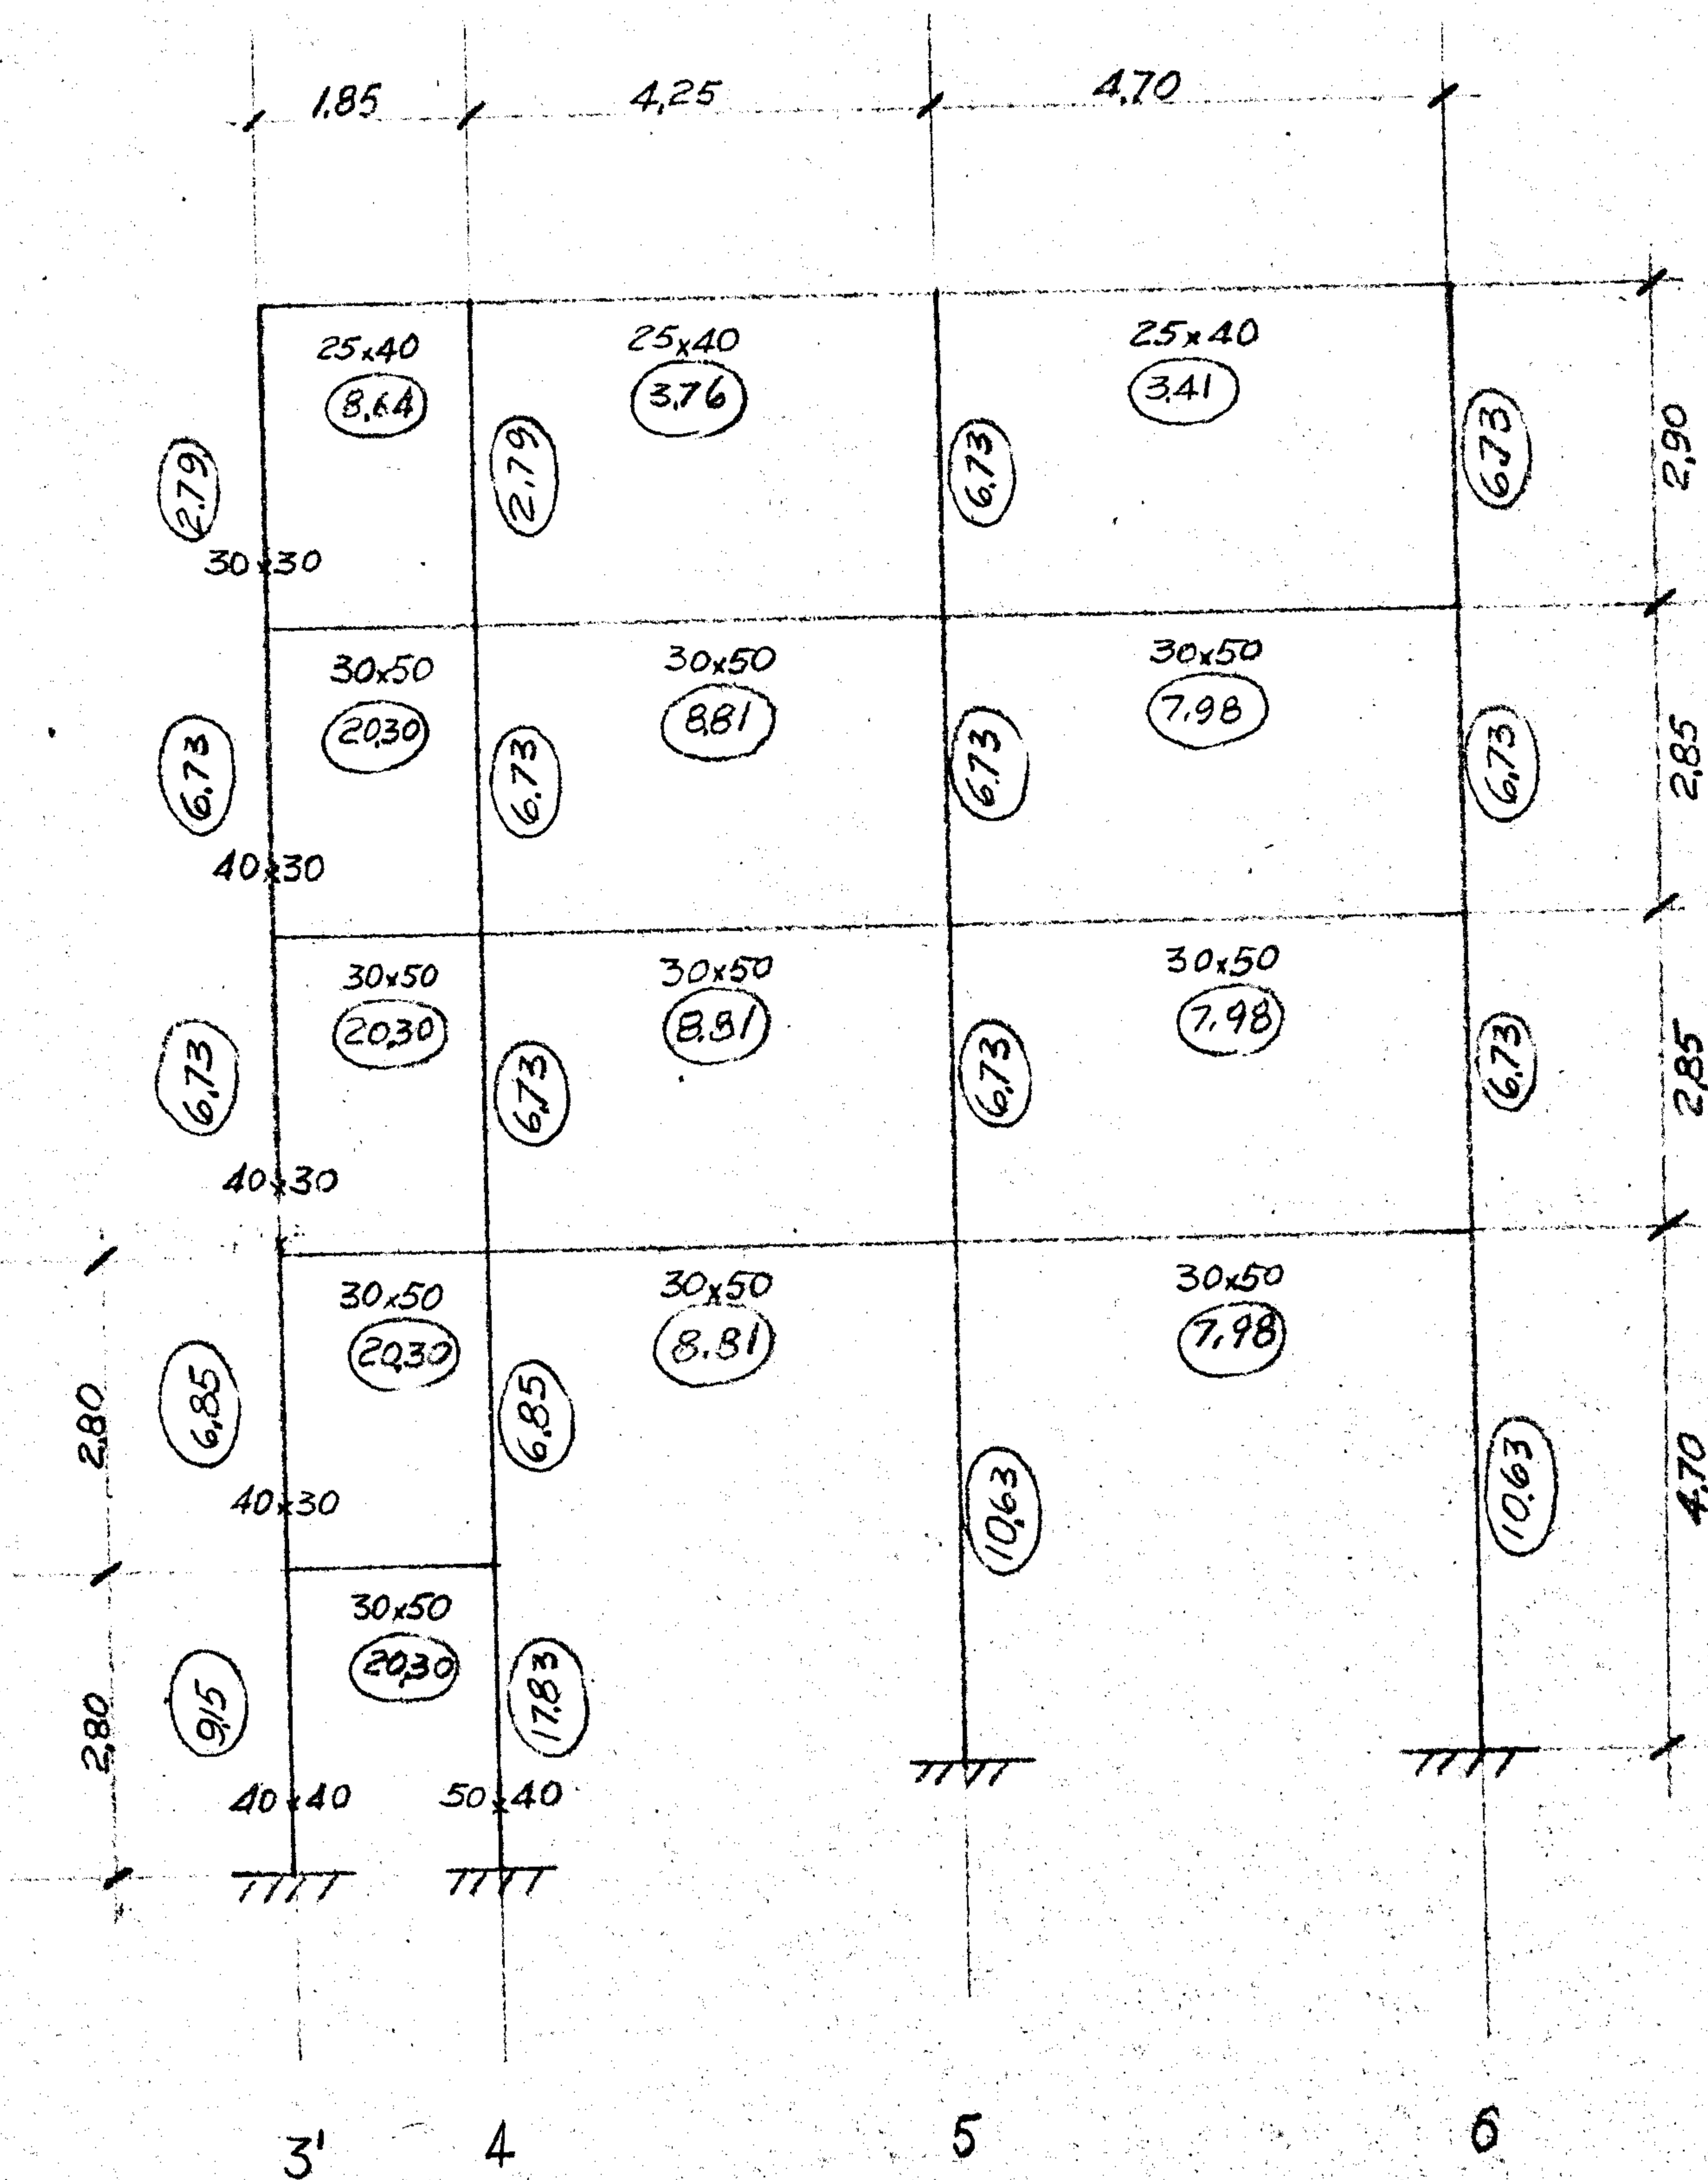 1.85 4,25 4,70
25x40 25x40 25x40
8,64 3,76 3,41
2.79 2.79 6,73 6.73 2,90
30x30
30x50 30x50 30x50
20,30 8,81 7,98
6,73 6.73 6.73 6,73 2,85
40x30
30x50 30x50 30x50
20,30 8.81 7,98
6,73 6,73 6,73 6.73 2,85
40x30
30x50 30x50 30x50
20,30 8.81 7,98
2,80 6,85 6,85 10,63 10,63 4,70
40x30
30x50
20,30
2,80 9,15 17,83
40x40 50x40
3' 4 5 6